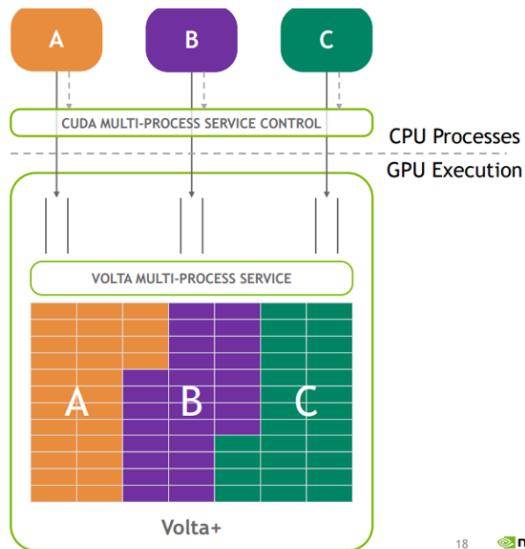 A B C
CUDA MULTI-PROCESS SERVICE CONTROL
CPU Processes
GPU Execution
VOLTA MULTI-PROCESS SERVICE
A B C
Volta+
18